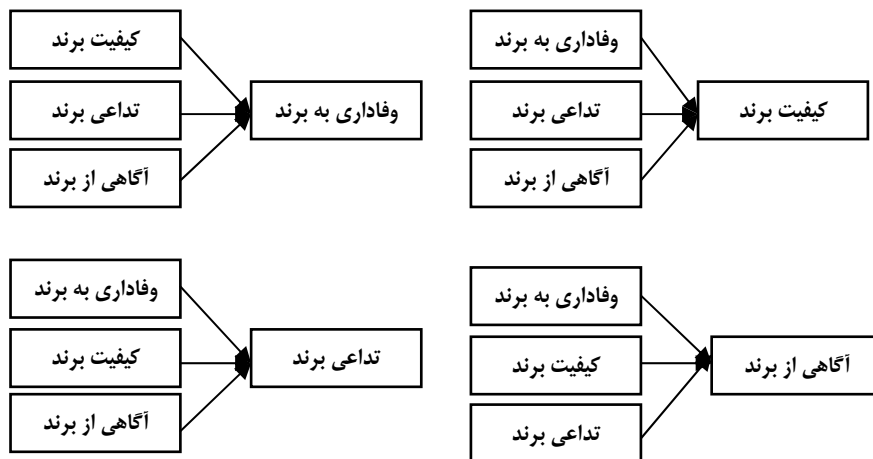 کیفیت برند
تداعی برند
وفاداری به برند
آگاهی از برند
وفاداری به برند
تداعی برند
کیفیت برند
آگاهی از برند
وفاداری به برند
کیفیت برند
تداعی برند
آگاهی از برند
وفاداری به برند
کیفیت برند
آگاهی از برند
تداعی برند